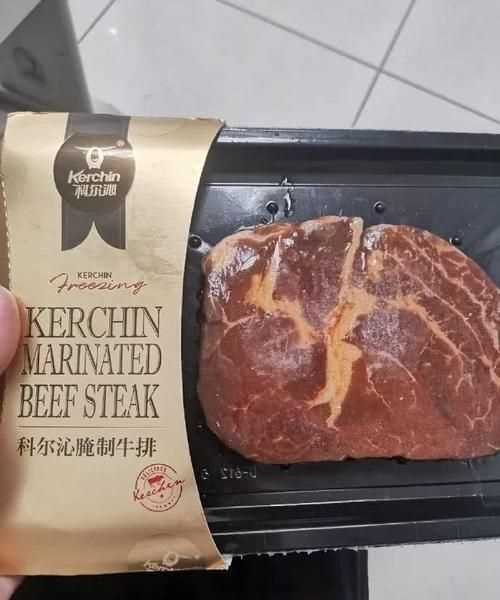 Kerchin®
科尔沁
KERCHIN
Freezing
KERCHIN
MARINATED
BEEF STEAK
科尔沁腌制牛排
Kerchin